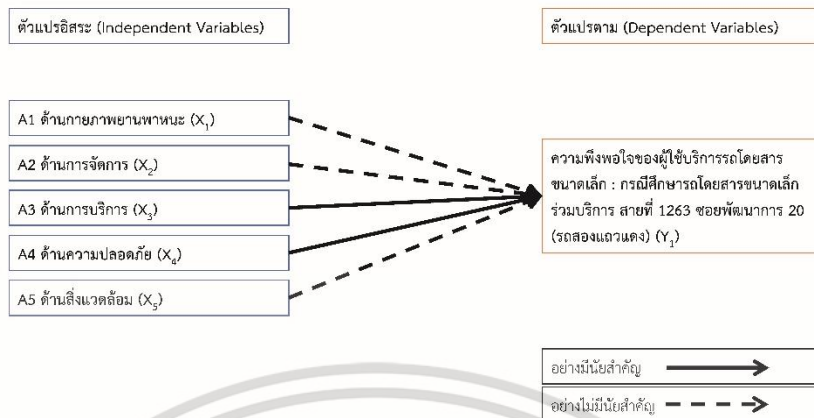 ตัวแปรอิสระ (Independent Variables)
ตัวแปรตาม (Dependent Variables)
A1 ด้านกายภาพยานพาหนะ (X₁)
A2 ด้านการจัดการ (X₂)
A3 ด้านการบริการ (X₃)
A4 ด้านความปลอดภัย (X₄)
A5 ด้านสิ่งแวดล้อม (X₅)
ความพึงพอใจของผู้ใช้บริการรถโดยสาร
ขนาดเล็ก : กรณีศึกษารถโดยสารขนาดเล็ก
ร่วมบริการ สายที่ 1263 ซอยพัฒนาการ 20
(รถสองแถวแดง) (Y₁)
อย่างมีนัยสำคัญ
อย่างไม่มีนัยสำคัญ